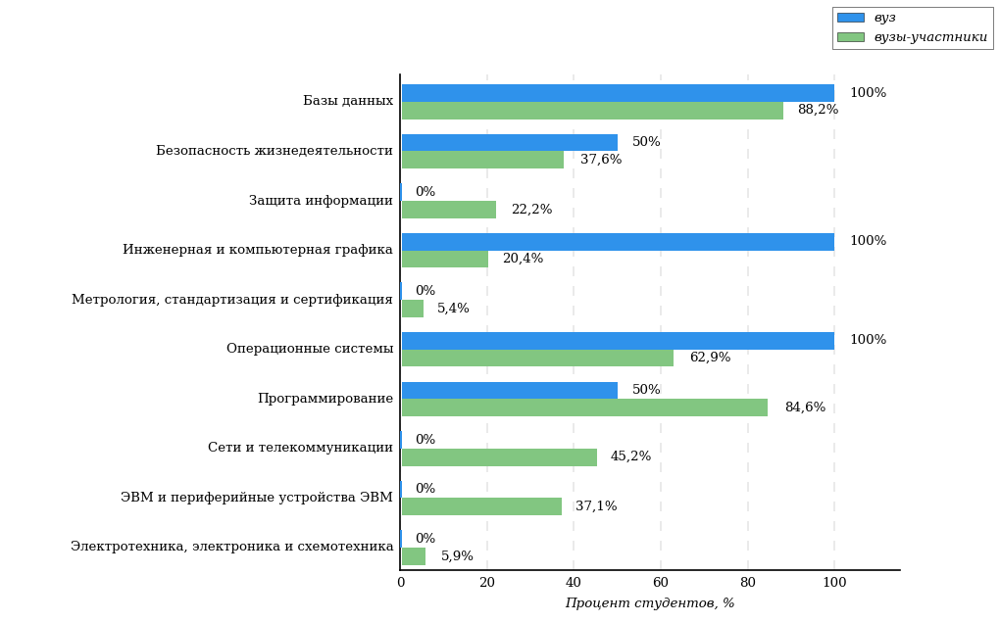 вуз
вузы-участники
Базы данных
100%
88,2%
Безопасность жизнедеятельности
50%
37,6%
Защита информации
0%
22,2%
Инженерная и компьютерная графика
100%
20,4%
Метрология, стандартизация и сертификация
0%
5,4%
Операционные системы
100%
62,9%
Программирование
50%
84,6%
Сети и телекоммуникации
0%
45,2%
ЭВМ и периферийные устройства ЭВМ
0%
37,1%
Электротехника, электроника и схемотехника
0%
5,9%
0 20 40 60 80 100
Процент студентов, %